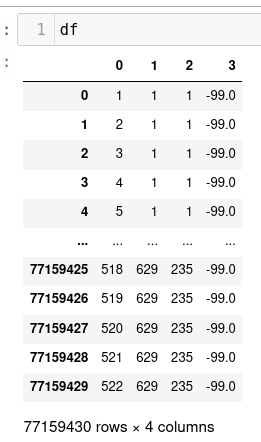 : 1 df
:
0 1 2 3
0 1 1 1 -99.0
1 2 1 1 -99.0
2 3 1 1 -99.0
3 4 1 1 -99.0
4 5 1 1 -99.0
... ... ... ... ...
77159425 518 629 235 -99.0
77159426 519 629 235 -99.0
77159427 520 629 235 -99.0
77159428 521 629 235 -99.0
77159429 522 629 235 -99.0
77159430 rows × 4 columns